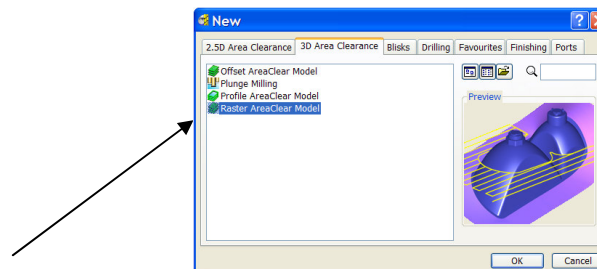 New
2.5D Area Clearance 3D Area Clearance Blisks Drilling Favourites Finishing Ports
Offset AreaClear Model
Plunge Milling
Profile AreaClear Model
Raster AreaClear Model
Preview
OK Cancel